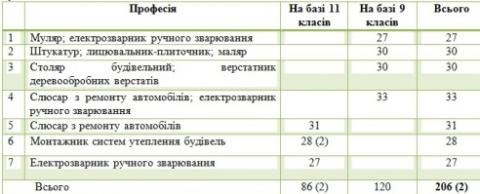 Професія На базі 11 класів На базі 9 класів Всього
1 Муляр; електрозварник ручного зварювання 27 27
2 Штукатур; лицювальник-плиточник; маляр 30 30
3 Столяр будівельний; верстатник деревообробних верстатів 30 30
4 Слюсар з ремонту автомобілів; електрозварник ручного зварювання 33 33
5 Слюсар з ремонту автомобілів 31 31
6 Монтажник систем утеплення будівель 28 (2) 28
7 Електрозварник ручного зварювання 27 27
Всього 86 (2) 120 206 (2)